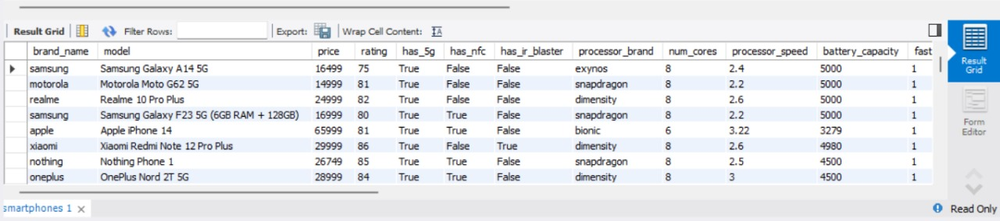 Result Grid Filter Rows: Export: Wrap Cell Content: IA
brand_name model price rating has_5g has_nfc has_ir_blaster processor_brand num_cores processor_speed battery_capacity fast
samsung Samsung Galaxy A14 5G 16499 75 True False False exynos 8 2.4 5000 1
motorola Motorola Moto G62 5G 14999 81 True False False snapdragon 8 2.2 5000 1
realme Realme 10 Pro Plus 24999 82 True False False dimensity 8 2.6 5000 1
samsung Samsung Galaxy F23 5G (6GB RAM + 128GB) 16999 80 True True False snapdragon 8 2.2 5000 1
apple Apple iPhone 14 65999 81 True True False bionic 6 3.22 3279 1
xiaomi Xiaomi Redmi Note 12 Pro Plus 29999 86 True False True dimensity 8 2.6 4980 1
nothing Nothing Phone 1 26749 85 True True False snapdragon 8 2.5 4500 1
oneplus OnePlus Nord 2T 5G 28999 84 True True False dimensity 8 3 4500 1
Result
Grid
Form
Editor
smartphones 1
Read Only